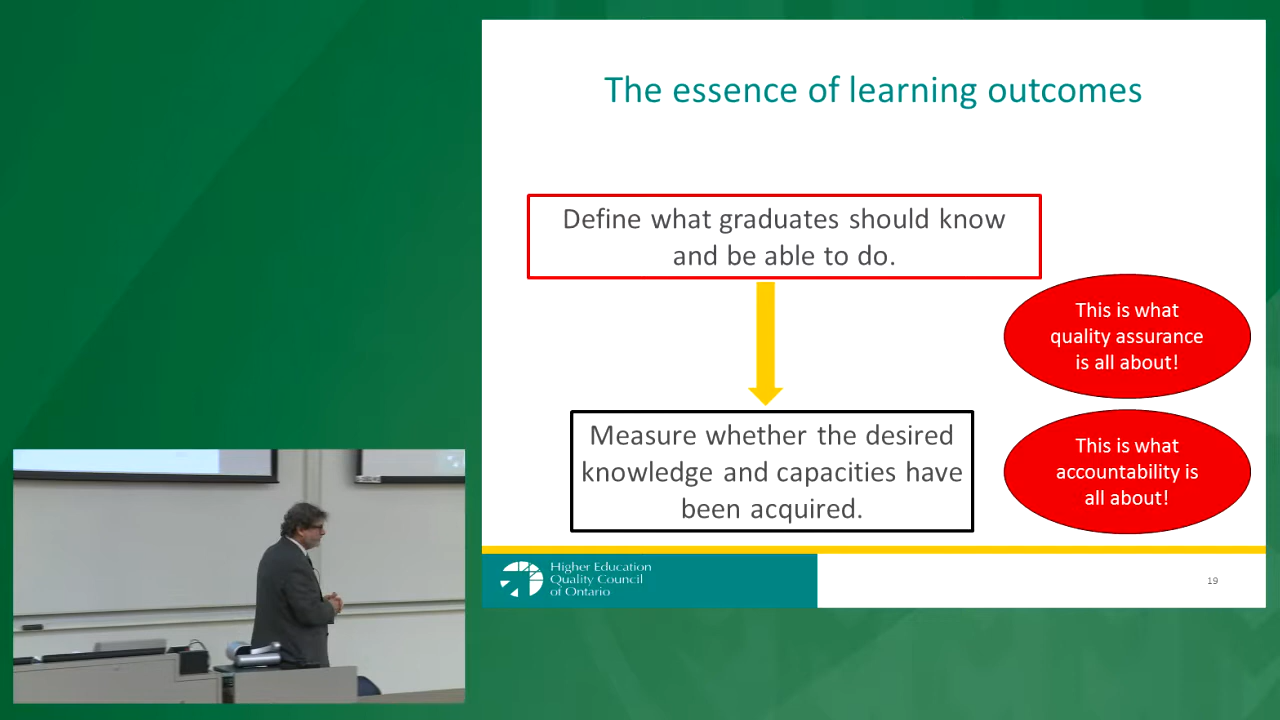 The essence of learning outcomes
Define what graduates should know
and be able to do.
This is what
quality assurance
is all about!
Measure whether the desired
knowledge and capacities have
been acquired.
This is what
accountability is
all about!
Higher Education
Quality Council
of Ontario
19